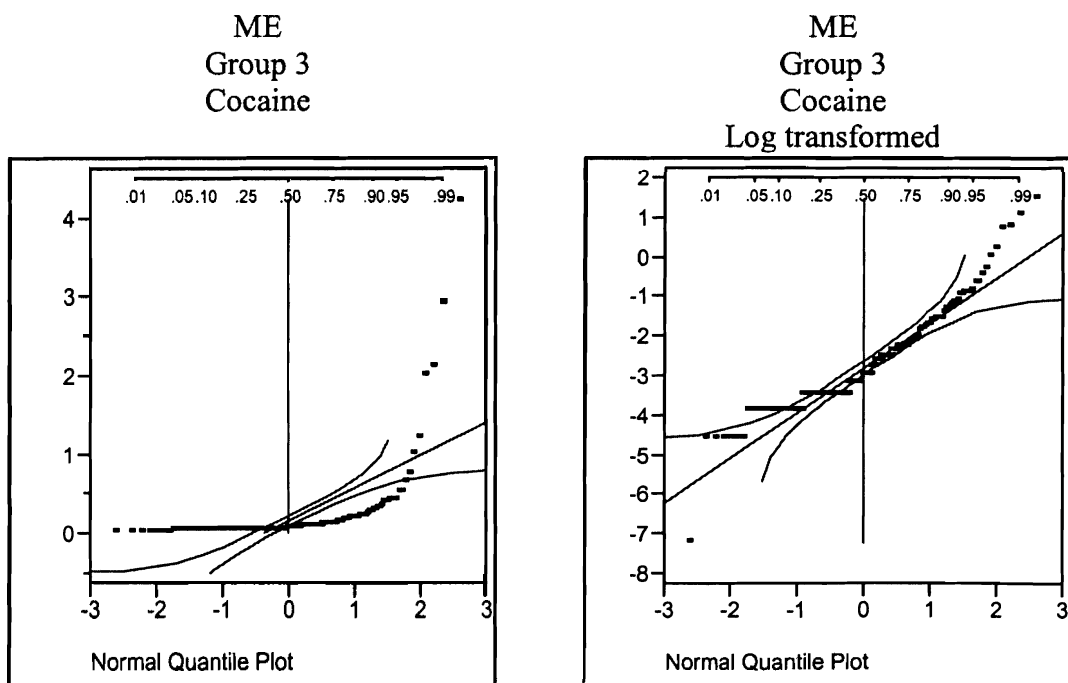 ME
Group 3
Cocaine
.01 .05 .10 .25 .50 .75 .90 .95 .99
4
3
2
1
0
-3 -2 -1 0 1 2 3
Normal Quantile Plot
ME
Group 3
Cocaine
Log transformed
2
.01 .05 .10 .25 .50 .75 .90 .95 .99
1
0
-1
-2
-3
-4
-5
-6
-7
-8
-3 -2 -1 0 1 2 3
Normal Quantile Plot